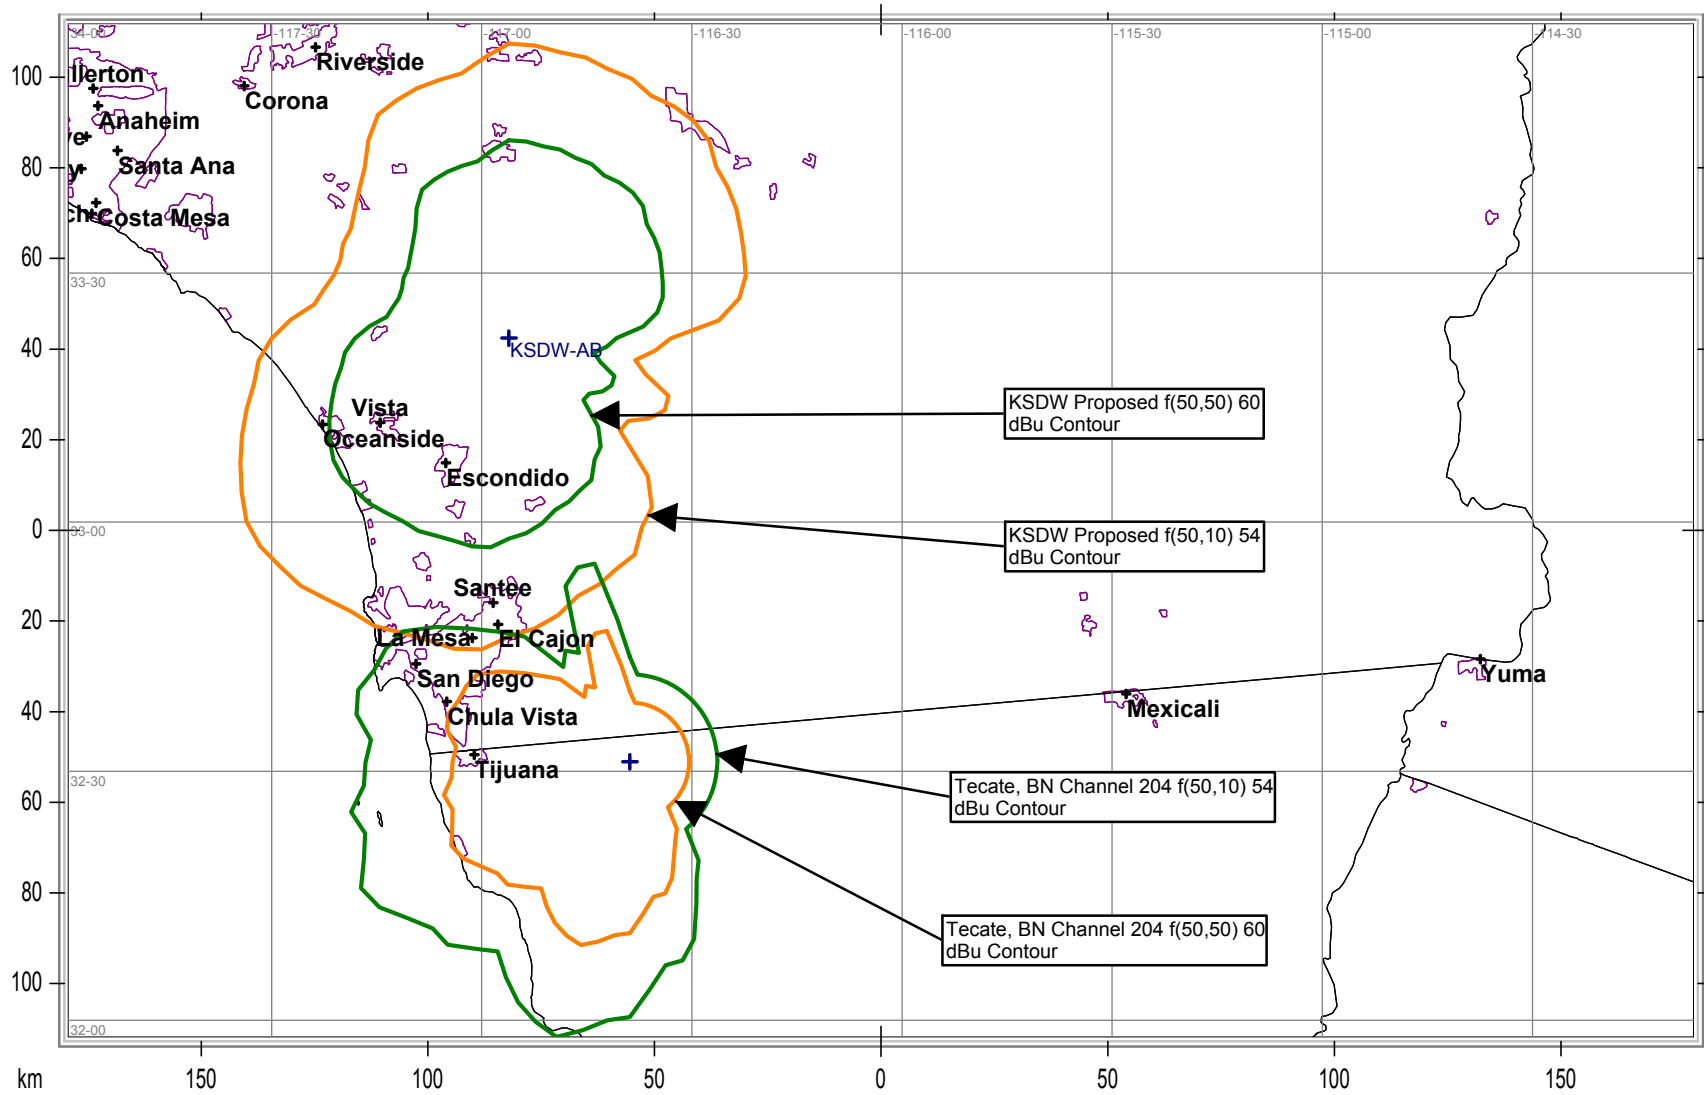 34-00
-117-30
-117-00
-116-30
-116-00
-115-30
-115-00
-114-30
100
80
60
40
20
0
20
40
60
80
100
llerton
Riverside
Corona
Anaheim
ve
Santa Ana
y
ch
Costa Mesa
33-30
KSDW-AB
Vista
Oceanside
Escondido
KSDW Proposed f(50,50) 60
dBu Contour
33-00
KSDW Proposed f(50,10) 54
dBu Contour
Santee
La Mesa
El Cajon
San Diego
Chula Vista
Yuma
Mexicali
Tijuana
32-30
Tecate, BN Channel 204 f(50,10) 54
dBu Contour
Tecate, BN Channel 204 f(50,50) 60
dBu Contour
32-00
km
150
100
50
0
50
100
150